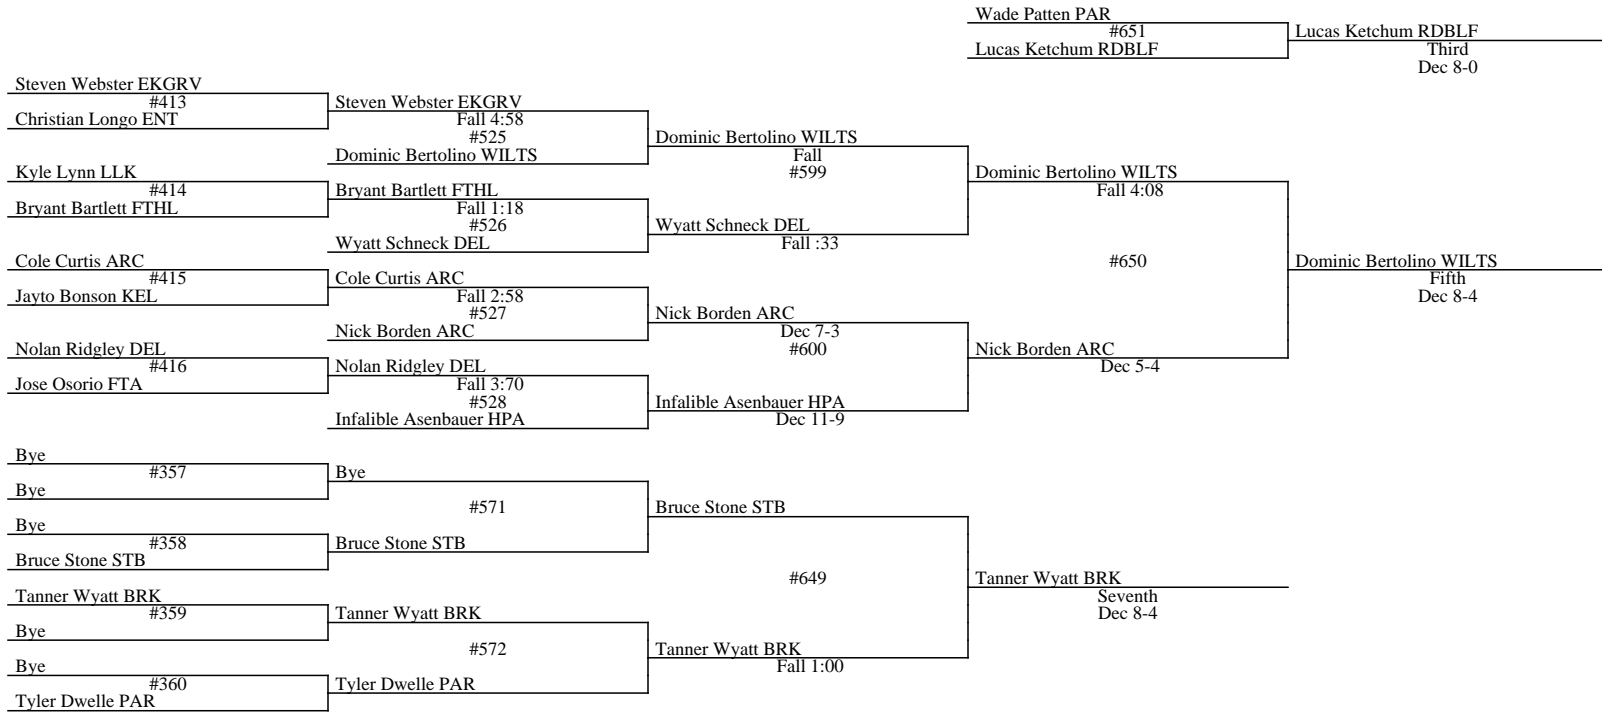 Wade Patten PAR
#651
Lucas Ketchum RDBLF
Lucas Ketchum RDBLF
Third
Dec 8-0
Steven Webster EKGRV
#413
Christian Longo ENT
Steven Webster EKGRV
Fall 4:58
#525
Dominic Bertolino WILTS
Dominic Bertolino WILTS
Fall
#599
Kyle Lynn LLK
#414
Bryant Bartlett FTHL
Bryant Bartlett FTHL
Fall 1:18
#526
Wyatt Schneck DEL
Wyatt Schneck DEL
Fall :33
Dominic Bertolino WILTS
Fall 4:08
#650
Dominic Bertolino WILTS
Fifth
Dec 8-4
Cole Curtis ARC
#415
Jayto Bonson KEL
Cole Curtis ARC
Fall 2:58
#527
Nick Borden ARC
Nick Borden ARC
Dec 7-3
#600
Nick Borden ARC
Dec 5-4
Nolan Ridgley DEL
#416
Jose Osorio FTA
Nolan Ridgley DEL
Fall 3:70
#528
Infalible Asenbauer HPA
Infalible Asenbauer HPA
Dec 11-9
Bye
#357
Bye
Bye
#571
Bruce Stone STB
Bye
#358
Bruce Stone STB
Bruce Stone STB
#649
Tanner Wyatt BRK
Seventh
Dec 8-4
Tanner Wyatt BRK
#359
Bye
Tanner Wyatt BRK
#572
Tanner Wyatt BRK
Fall 1:00
Bye
#360
Tyler Dwelle PAR
Tyler Dwelle PAR